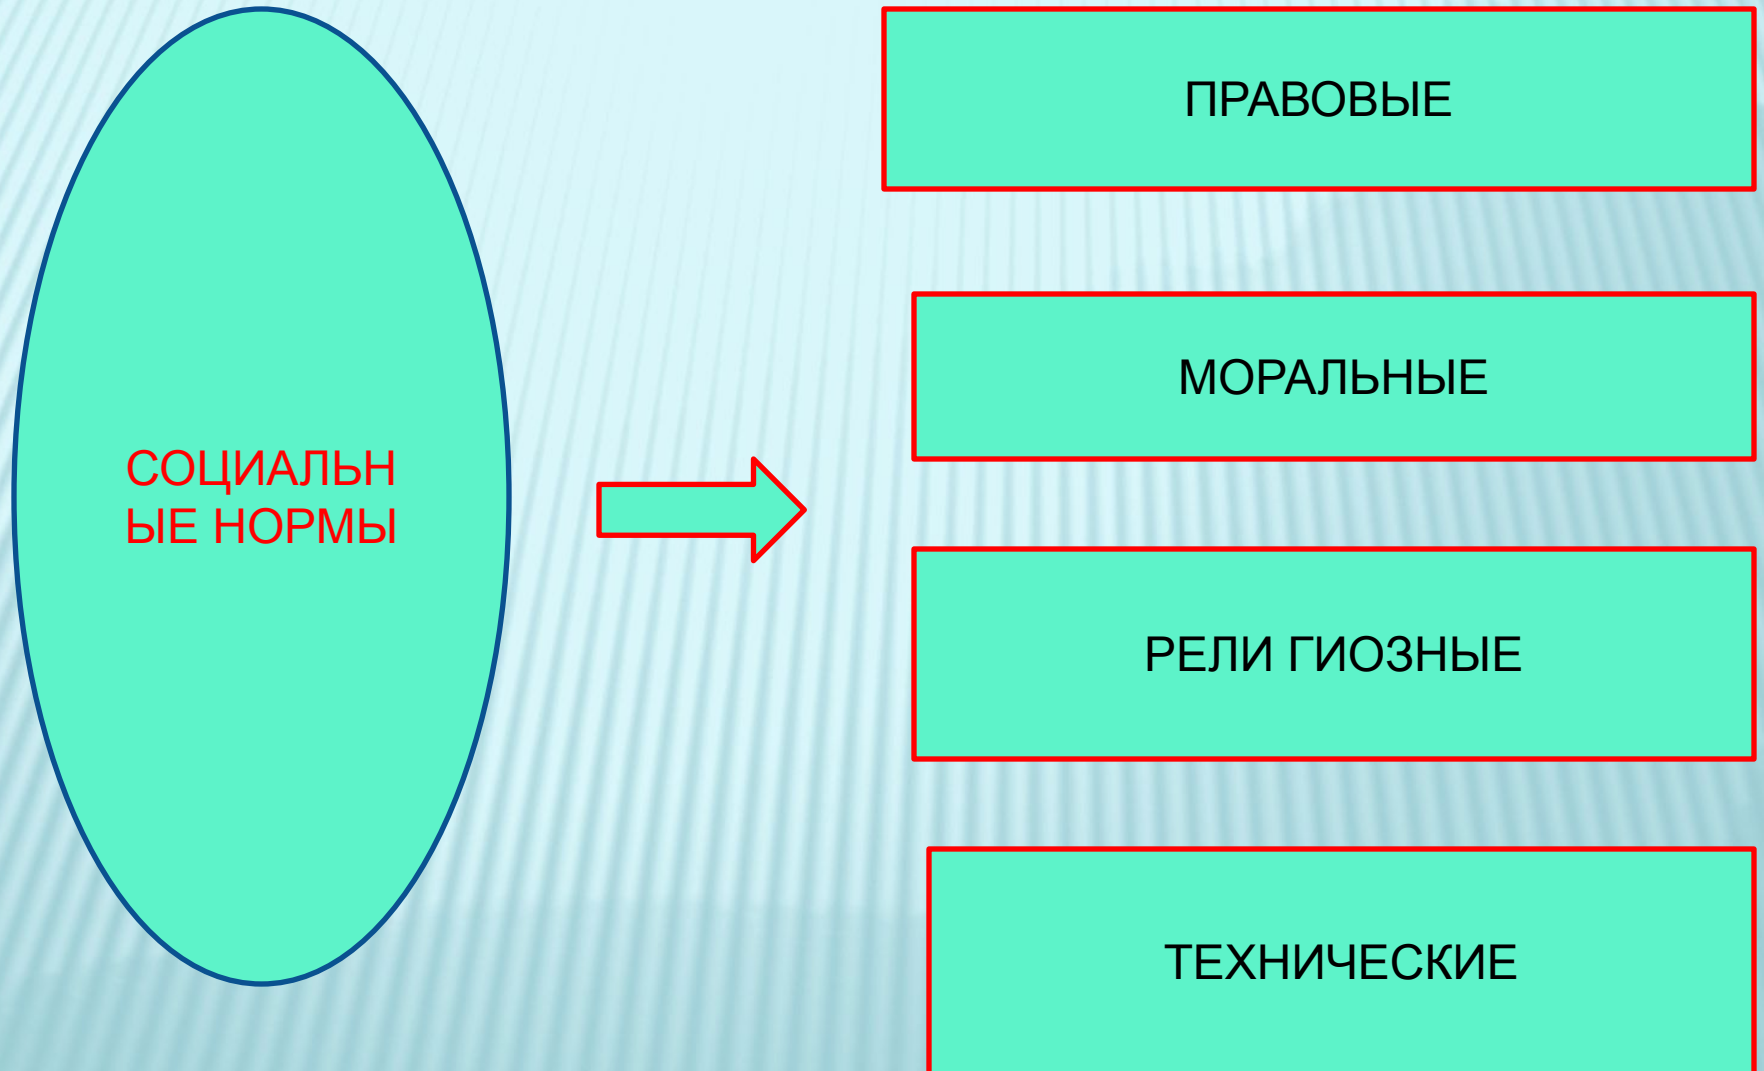 СОЦИАЛЬН
ЫЕ НОРМЫ
ПРАВОВЫЕ
МОРАЛЬНЫЕ
РЕЛИ ГИОЗНЫЕ
ТЕХНИЧЕСКИЕ